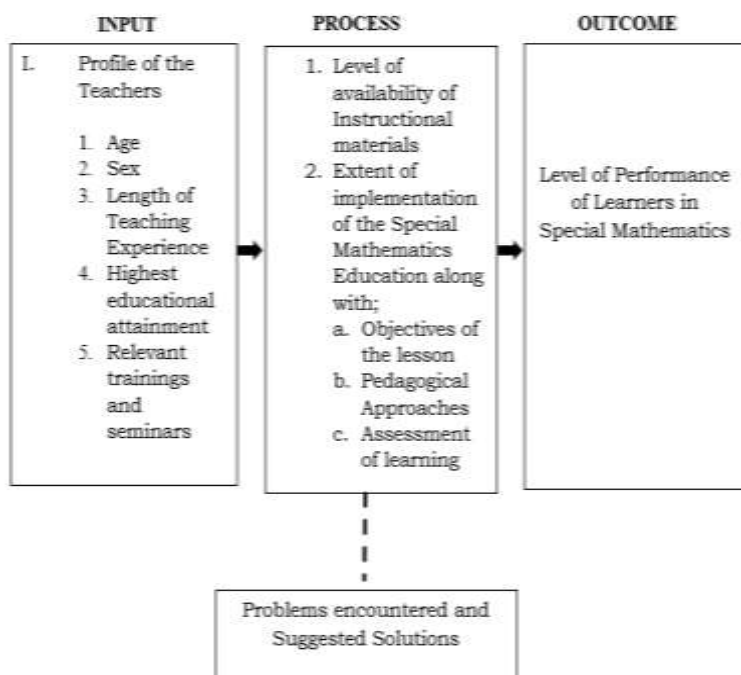 INPUT
I. Profile of the
Teachers
1. Age
2. Sex
3. Length of
Teaching
Experience
4. Highest
educational
attainment
5. Relevant
trainings
and
seminars
PROCESS
1. Level of
availability of
Instructional
materials
2. Extent of
implementation
of the Special
Mathematics
Education along
with;
a. Objectives of
the lesson
b. Pedagogical
Approaches
c. Assessment
of learning
OUTCOME
Level of Performance
of Learners in
Special Mathematics
Problems encountered and
Suggested Solutions